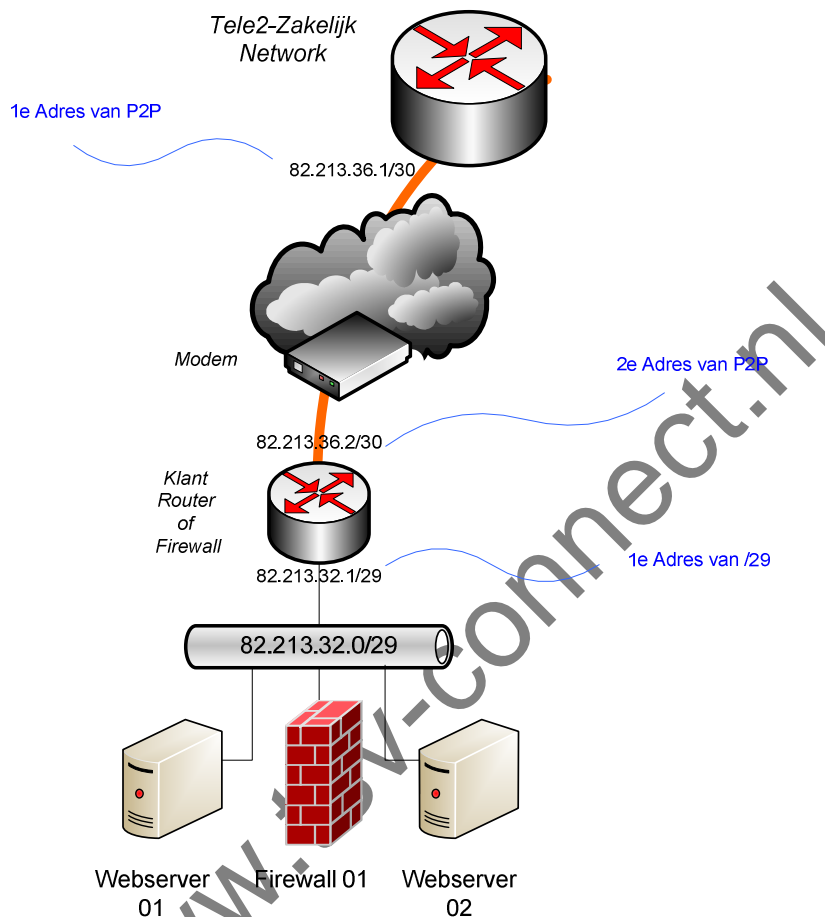 Tele2-Zakelijk
Network
1e Adres van P2P
82.213.36.1/30
Modem
2e Adres van P2P
82.213.36.2/30
Klant
Router
of
Firewall
82.213.32.1/29
1e Adres van /29
82.213.32.0/29
Webserver
01
Firewall 01
Webserver
02